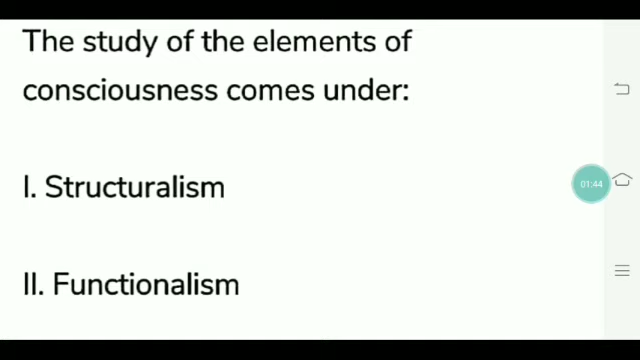 The study of the elements of
consciousness comes under:
I. Structuralism
01:44
II. Functionalism